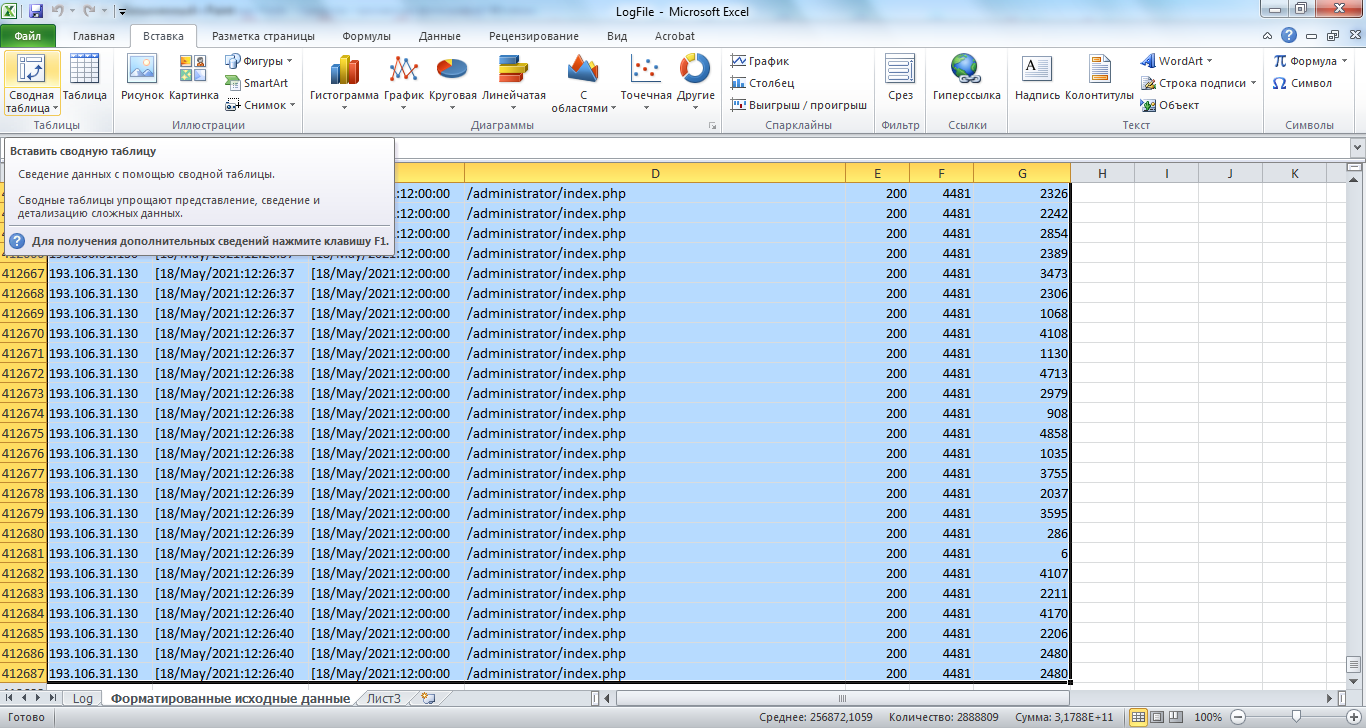 LogFile - Microsoft Excel
Файл Главная Вставка Разметка страницы Формулы Данные Рецензирование Вид Acrobat
Сводная таблица
Таблица
Рисунок
Картинка
Фигуры
SmartArt
Снимок
Гистограмма
График
Круговая
Линейчатая
С областями
Точечная
Другие
График
Столбец
Выигрыш / проигрыш
Срез
Гиперссылка
Надпись
Колонтитулы
WordArt
Строка подписи
Объект
Формула
Символ
Таблицы Иллюстрации Диаграммы Спарклайны Фильтр Ссылки Текст Символы
Вставить сводную таблицу
Сведение данных с помощью сводной таблицы.
Сводные таблицы упрощают представление, сведение и
детализацию сложных данных.
Для получения дополнительных сведений нажмите клавишу F1.
D E F G H I J K
:12:00:00 /administrator/index.php 200 4481 2326
:12:00:00 /administrator/index.php 200 4481 2242
:12:00:00 /administrator/index.php 200 4481 2854
/administrator/index.php 200 4481 2389
412667 193.106.31.130 [18/May/2021:12:26:37 [18/May/2021:12:00:00 /administrator/index.php 200 4481 3473
412668 193.106.31.130 [18/May/2021:12:26:37 [18/May/2021:12:00:00 /administrator/index.php 200 4481 2306
412669 193.106.31.130 [18/May/2021:12:26:37 [18/May/2021:12:00:00 /administrator/index.php 200 4481 1068
412670 193.106.31.130 [18/May/2021:12:26:37 [18/May/2021:12:00:00 /administrator/index.php 200 4481 4108
412671 193.106.31.130 [18/May/2021:12:26:37 [18/May/2021:12:00:00 /administrator/index.php 200 4481 1130
412672 193.106.31.130 [18/May/2021:12:26:38 [18/May/2021:12:00:00 /administrator/index.php 200 4481 4713
412673 193.106.31.130 [18/May/2021:12:26:38 [18/May/2021:12:00:00 /administrator/index.php 200 4481 2979
412674 193.106.31.130 [18/May/2021:12:26:38 [18/May/2021:12:00:00 /administrator/index.php 200 4481 908
412675 193.106.31.130 [18/May/2021:12:26:38 [18/May/2021:12:00:00 /administrator/index.php 200 4481 4858
412676 193.106.31.130 [18/May/2021:12:26:38 [18/May/2021:12:00:00 /administrator/index.php 200 4481 1035
412677 193.106.31.130 [18/May/2021:12:26:38 [18/May/2021:12:00:00 /administrator/index.php 200 4481 3755
412678 193.106.31.130 [18/May/2021:12:26:39 [18/May/2021:12:00:00 /administrator/index.php 200 4481 2037
412679 193.106.31.130 [18/May/2021:12:26:39 [18/May/2021:12:00:00 /administrator/index.php 200 4481 3595
412680 193.106.31.130 [18/May/2021:12:26:39 [18/May/2021:12:00:00 /administrator/index.php 200 4481 286
412681 193.106.31.130 [18/May/2021:12:26:39 [18/May/2021:12:00:00 /administrator/index.php 200 4481 6
412682 193.106.31.130 [18/May/2021:12:26:39 [18/May/2021:12:00:00 /administrator/index.php 200 4481 4107
412683 193.106.31.130 [18/May/2021:12:26:39 [18/May/2021:12:00:00 /administrator/index.php 200 4481 2211
412684 193.106.31.130 [18/May/2021:12:26:40 [18/May/2021:12:00:00 /administrator/index.php 200 4481 4170
412685 193.106.31.130 [18/May/2021:12:26:40 [18/May/2021:12:00:00 /administrator/index.php 200 4481 2206
412686 193.106.31.130 [18/May/2021:12:26:40 [18/May/2021:12:00:00 /administrator/index.php 200 4481 2480
412687 193.106.31.130 [18/May/2021:12:26:40 [18/May/2021:12:00:00 /administrator/index.php 200 4481 2480
Log Форматированные исходные данные Лист3
Готово Среднее: 256872,1059 Количество: 2888809 Сумма: 3,1788E+11 100%